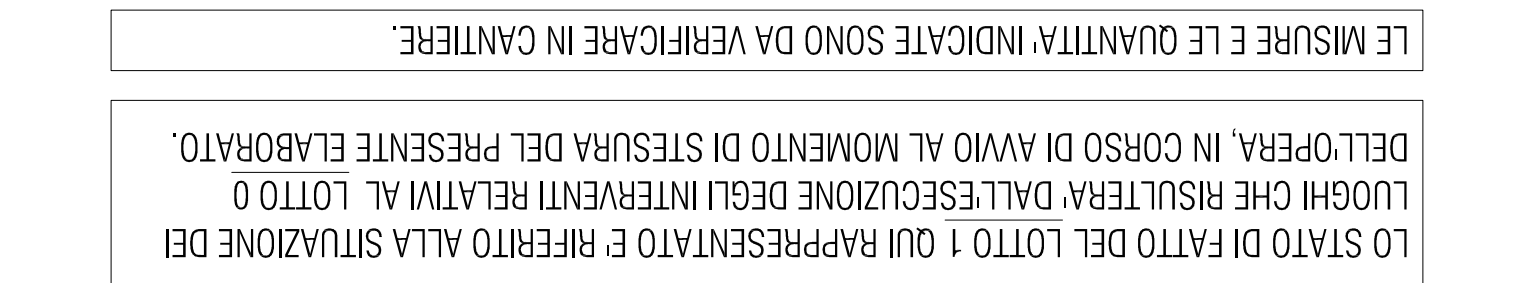 LO STATO DI FATTO DEL LOTTO 1 QUI RAPPRESENTATO E' RIFERITO ALLA SITUAZIONE DEI
LUOGHI CHE RISULTERA' DALL'ESECUZIONE DEGLI INTERVENTI RELATIVI AL LOTTO 0
DELL'OPERA, IN CORSO DI AVVIO AL MOMENTO DI STESURA DEL PRESENTE ELABORATO.
LE MISURE E LE QUANTITA' INDICATE SONO DA VERIFICARE IN CANTIERE.